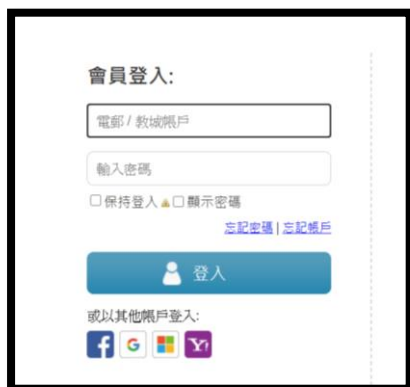 會員登入:
電郵 / 教城帳戶
輸入密碼
保持登入 顯示密碼
忘記密碼 | 忘記帳戶
登入
或以其他帳戶登入:
f G Y!